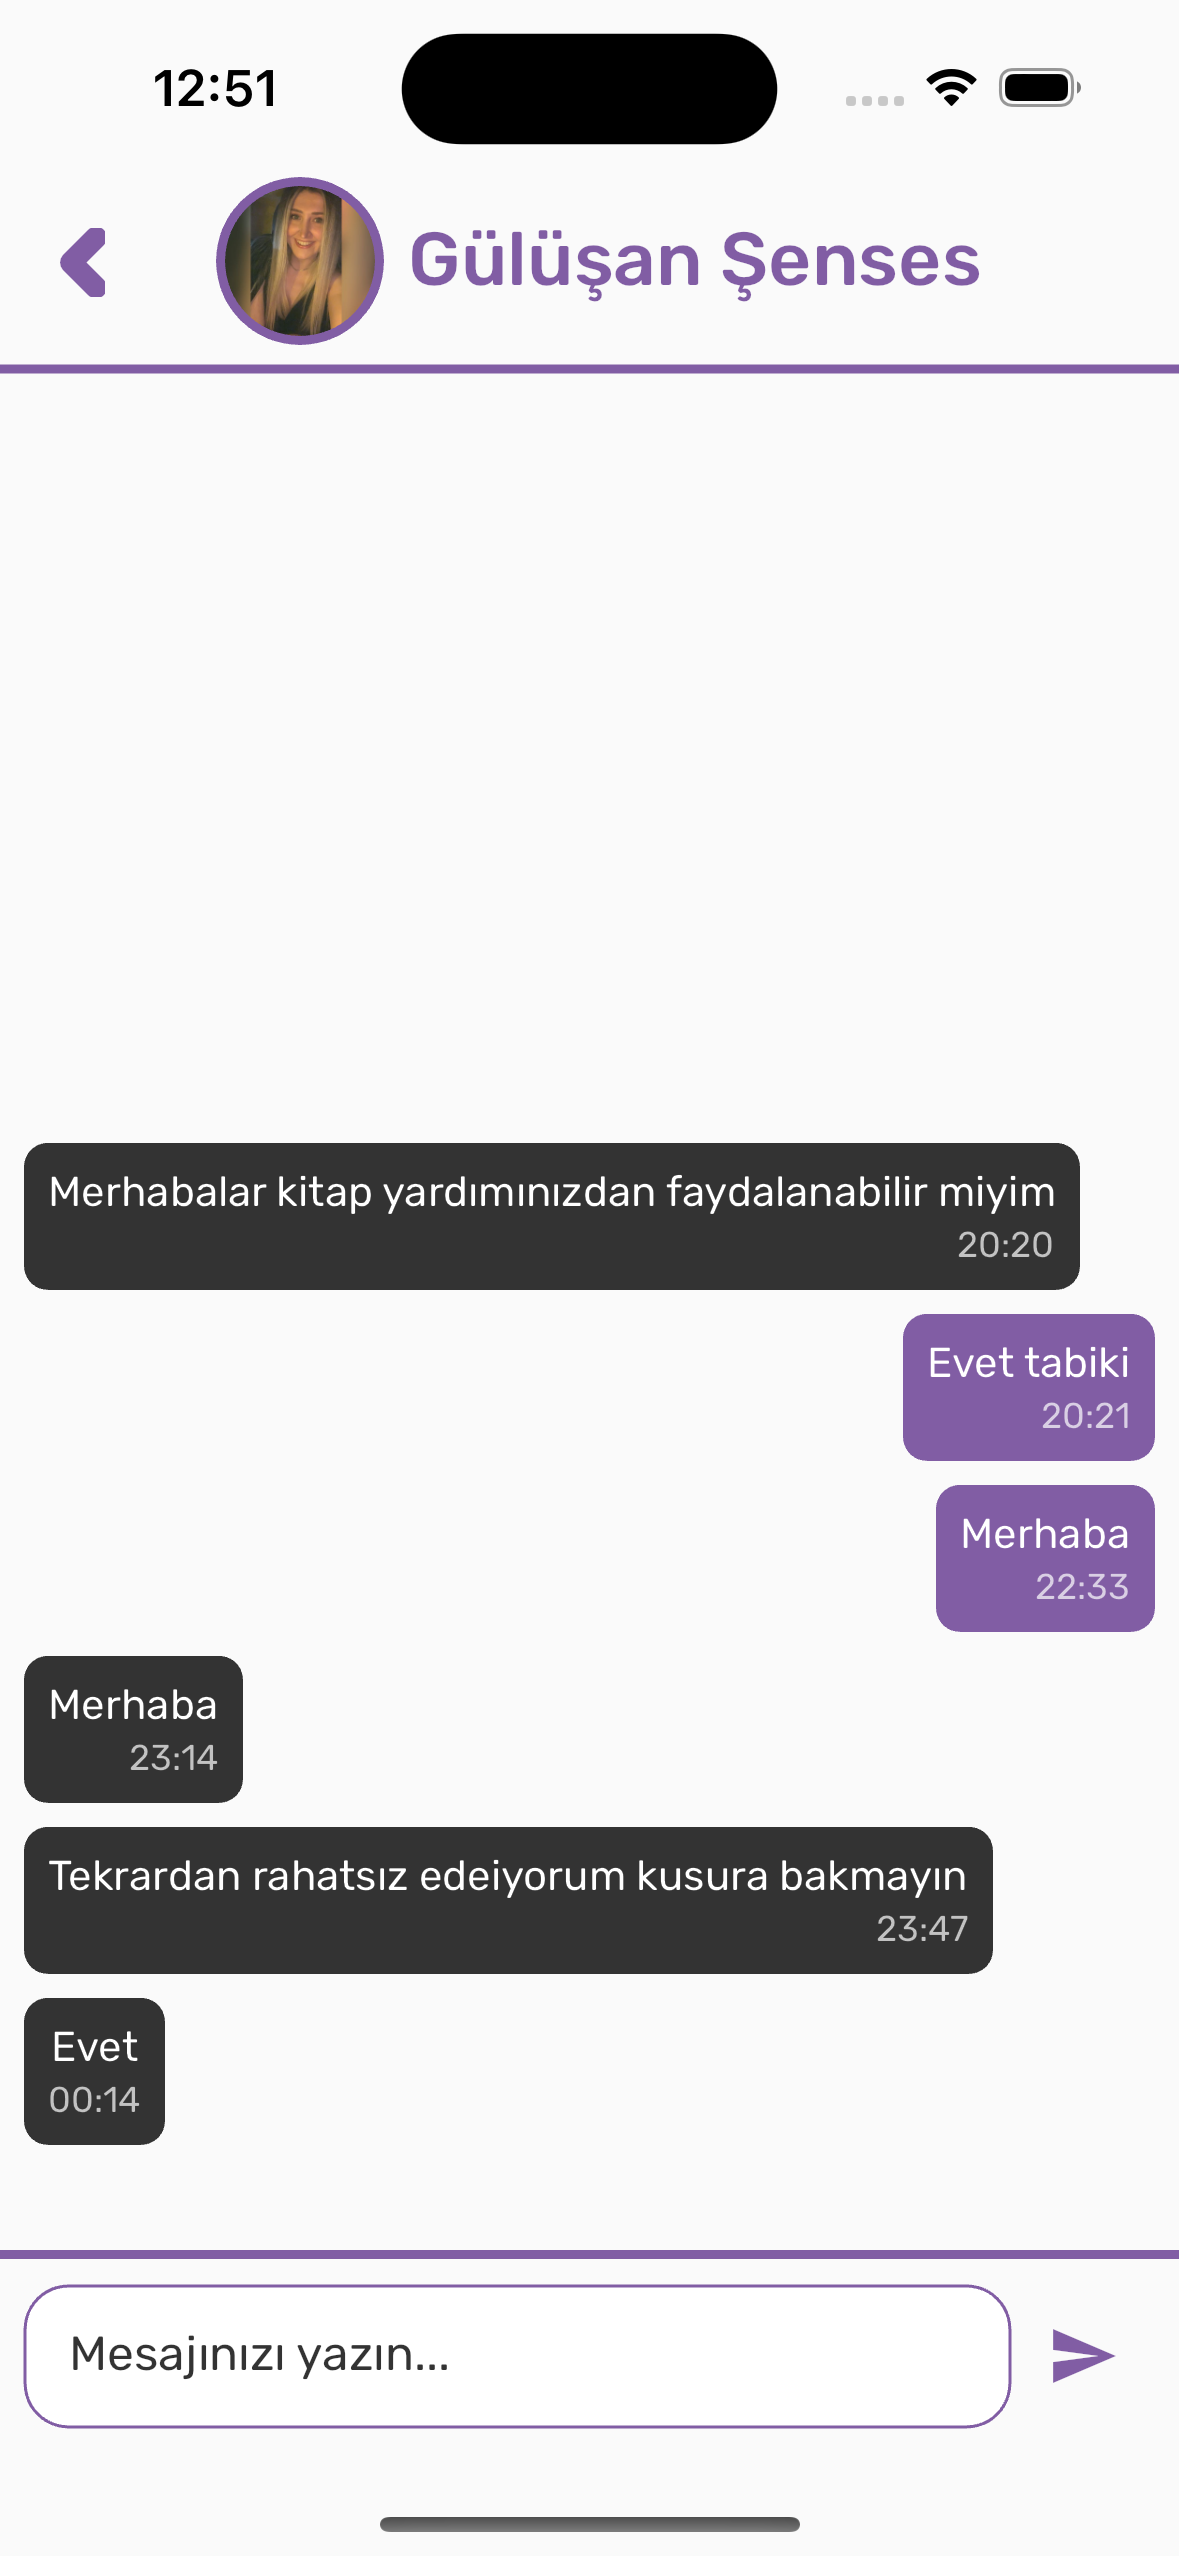 12:51
Gülüşan Şenses
Merhabalar kitap yardımınızdan faydalanabilir miyim
20:20
Evet tabiki
20:21
Merhaba
22:33
Merhaba
23:14
Tekrardan rahatsız edeiyorum kusura bakmayın
23:47
Evet
00:14
Mesajınızı yazın...